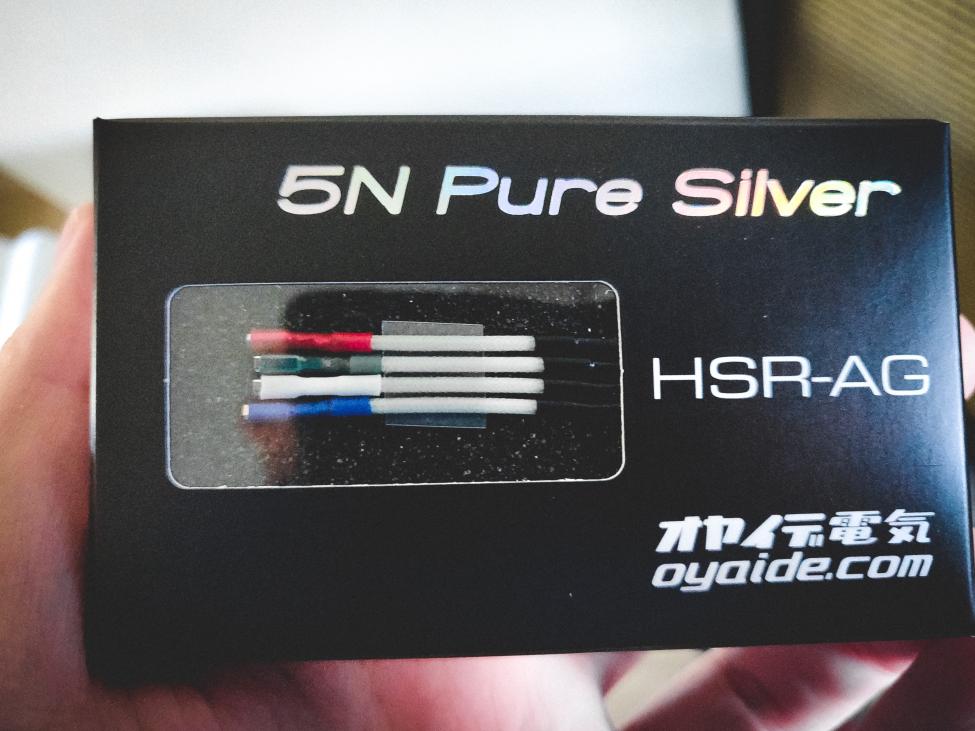 5N Pure Silver
HSR-AG
オヤイデ電気
oyaide.com